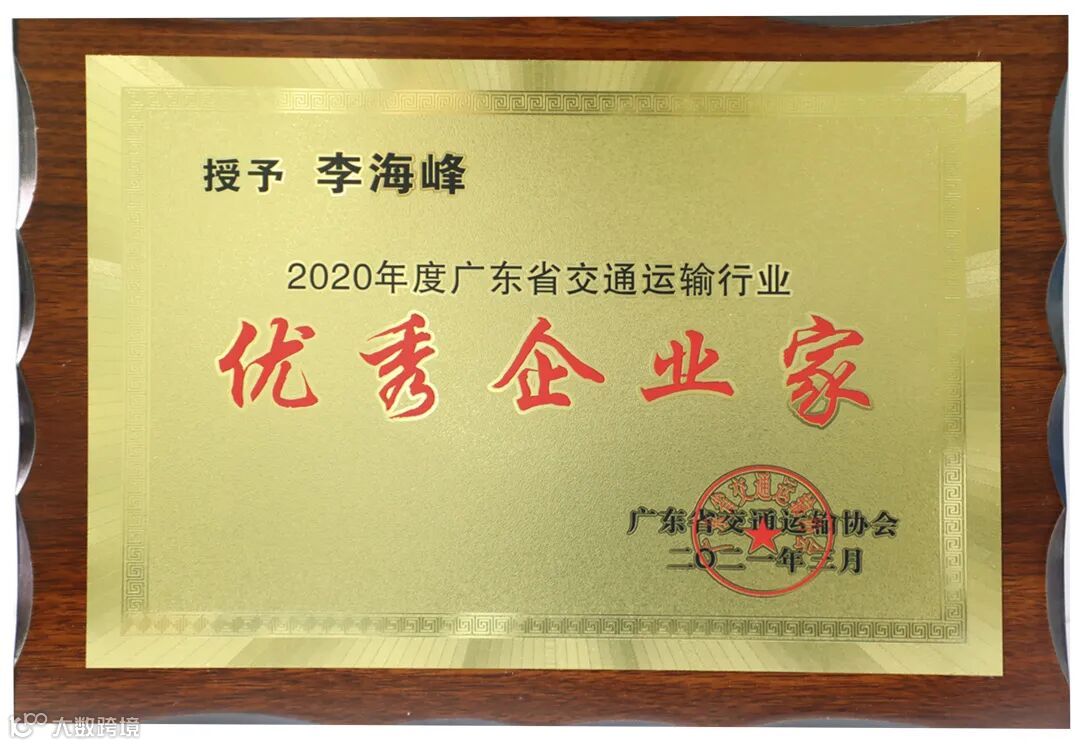 授予 李海峰
2020年度广东省交通运输行业
优秀企业家
广东省交通运输协会
二〇二一年三月
大数跨境